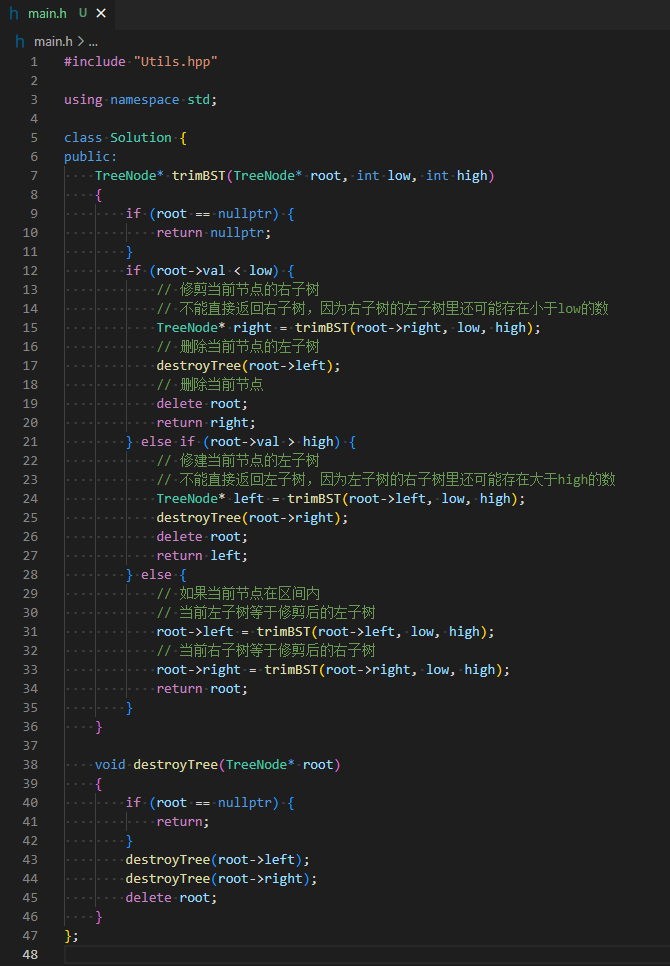 main.h U ×
main.h > ...
1 #include "Utils.hpp"
2
3 using namespace std;
4
5 class Solution {
6 public:
7     TreeNode* trimBST(TreeNode* root, int low, int high)
8     {
9         if (root == nullptr) {
10             return nullptr;
11         }
12         if (root->val < low) {
13             // 修剪当前节点的右子树
14             // 不能直接返回右子树，因为右子树的左子树里还可能存在小于low的数
15             TreeNode* right = trimBST(root->right, low, high);
16             // 删除当前节点的左子树
17             destroyTree(root->left);
18             // 删除当前节点
19             delete root;
20             return right;
21         } else if (root->val > high) {
22             // 修建当前节点的左子树
23             // 不能直接返回左子树，因为左子树的右子树里还可能存在大于high的数
24             TreeNode* left = trimBST(root->left, low, high);
25             destroyTree(root->right);
26             delete root;
27             return left;
28         } else {
29             // 如果当前节点在区间内
30             // 当前左子树等于修剪后的左子树
31             root->left = trimBST(root->left, low, high);
32             // 当前右子树等于修剪后的右子树
33             root->right = trimBST(root->right, low, high);
34             return root;
35         }
36     }
37
38     void destroyTree(TreeNode* root)
39     {
40         if (root == nullptr) {
41             return;
42         }
43         destroyTree(root->left);
44         destroyTree(root->right);
45         delete root;
46     }
47 };
48